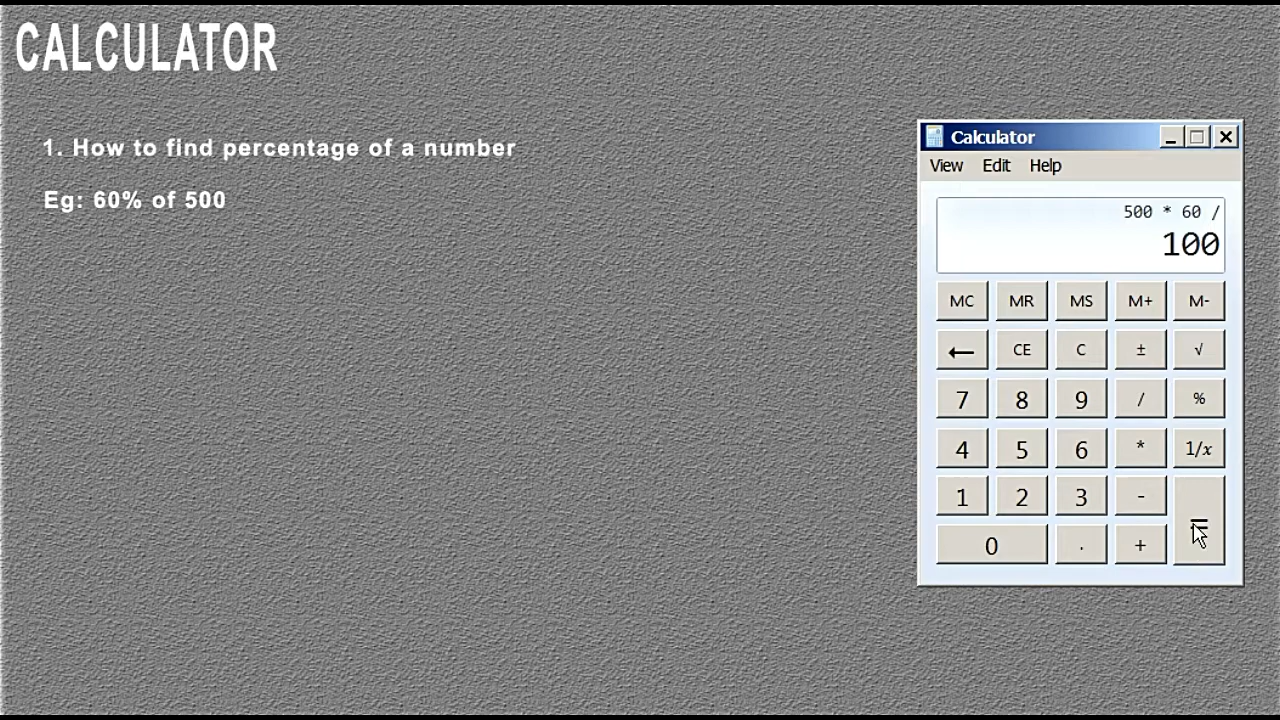 CALCULATOR
1. How to find percentage of a number
Eg: 60% of 500
Calculator
View Edit Help
500 * 60 /
100
MC MR MS M+ M-
← CE C ± √
7 8 9 / %
4 5 6 * 1/x
1 2 3 - =
0 . +